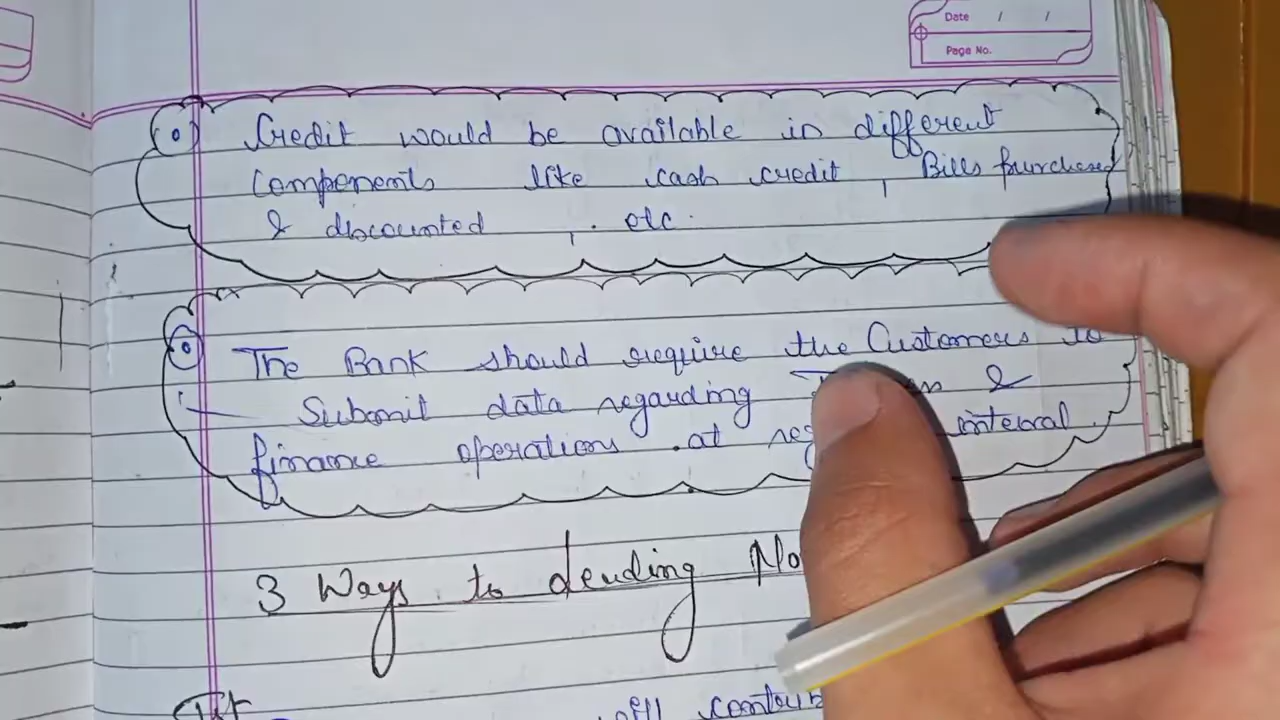 Date / /
Page No.
Credit would be available in different
Components like cash credit, Bills purchased
& discounted, etc.
The Bank should require the Customers to
Submit data regarding &
finance operations at interval
3 Ways to lending
will